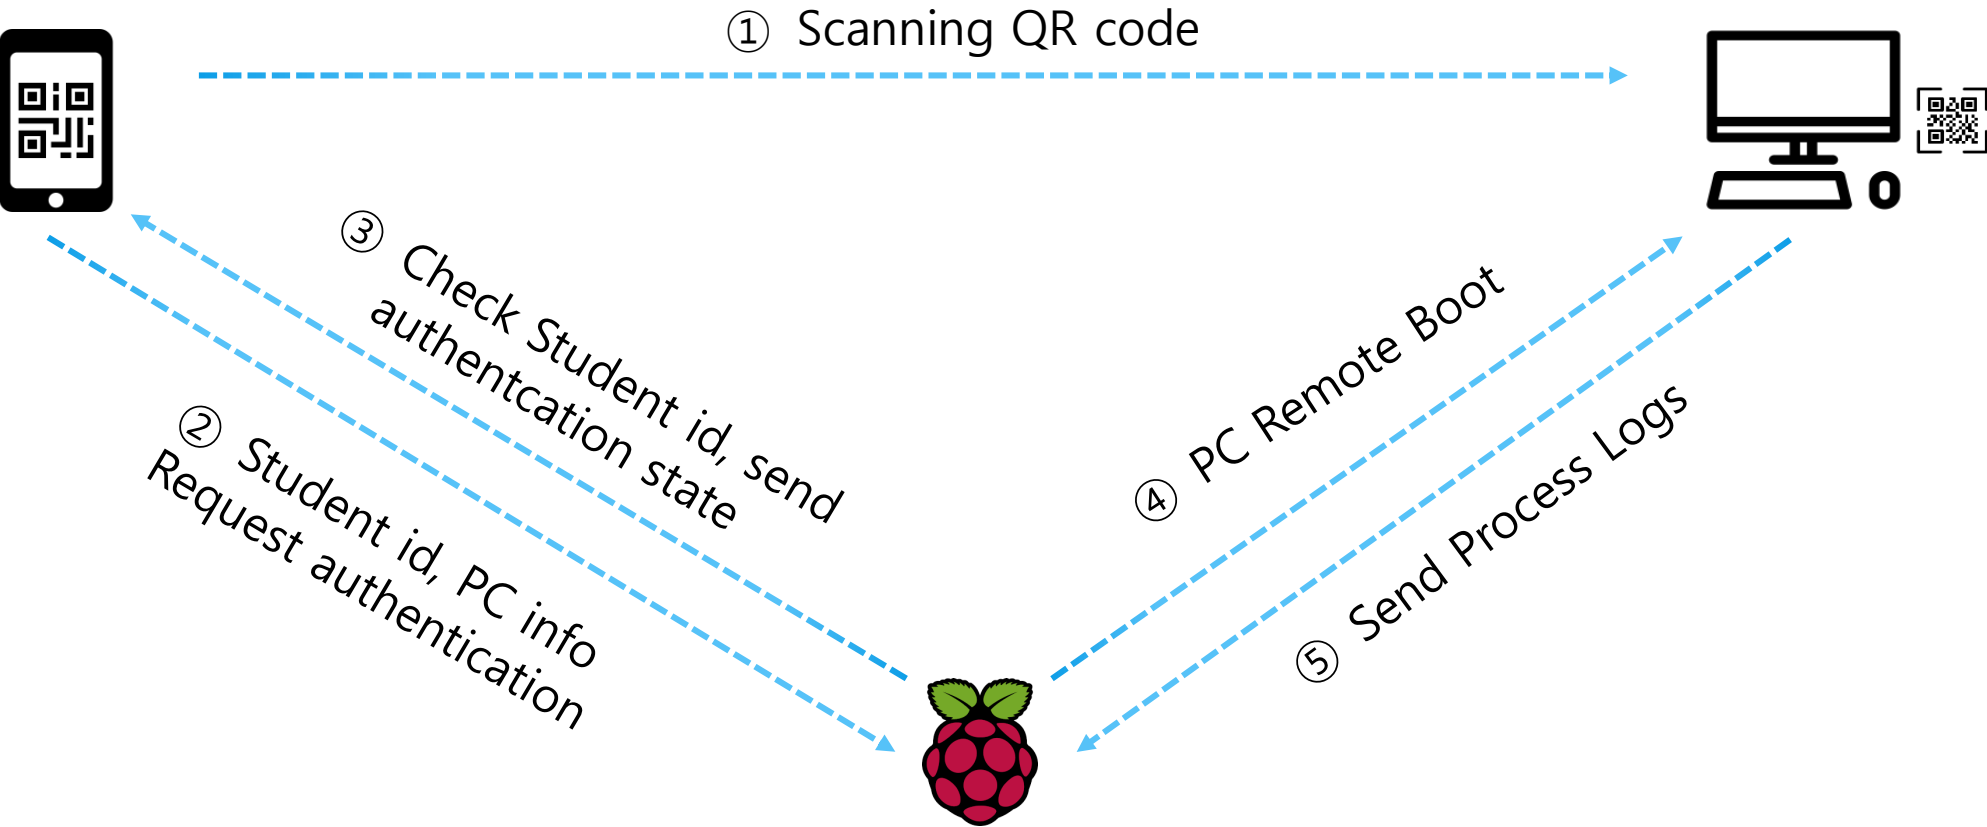 ① Scanning QR code
③ Check Student id, send
authentcation state
② Student id, PC info
Request authentication
④ PC Remote Boot
⑤ Send Process Logs